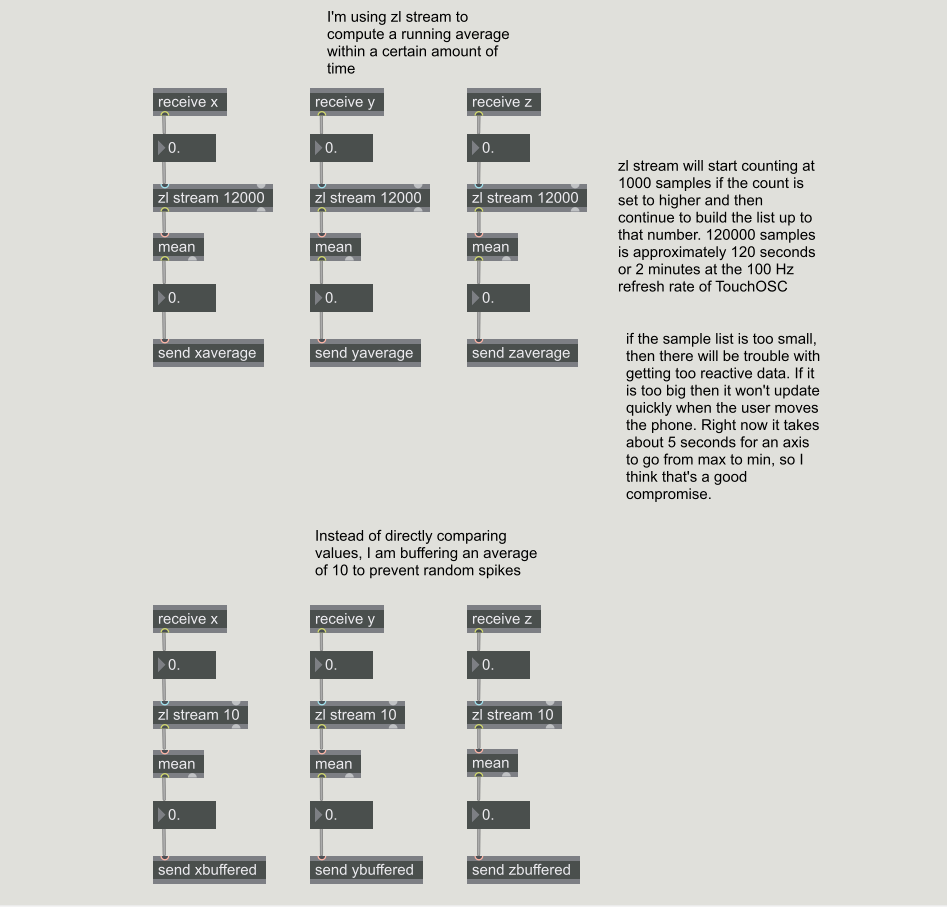 I'm using zl stream to
compute a running average
within a certain amount of
time
receive x
receive y
receive z
0.
0.
0.
zl stream 12000
zl stream 12000
zl stream 12000
mean
mean
mean
0.
0.
0.
send xaverage
send yaverage
send zaverage
zl stream will start counting at
1000 samples if the count is
set to higher and then
continue to build the list up to
that number. 120000 samples
is approximately 120 seconds
or 2 minutes at the 100 Hz
refresh rate of TouchOSC
if the sample list is too small,
then there will be trouble with
getting too reactive data. If it
is too big then it won't update
quickly when the user moves
the phone. Right now it takes
about 5 seconds for an axis
to go from max to min, so I
think that's a good
compromise.
Instead of directly comparing
values, I am buffering an average
of 10 to prevent random spikes
receive x
receive y
receive z
0.
0.
0.
zl stream 10
zl stream 10
zl stream 10
mean
mean
mean
0.
0.
0.
send xbuffered
send ybuffered
send zbuffered